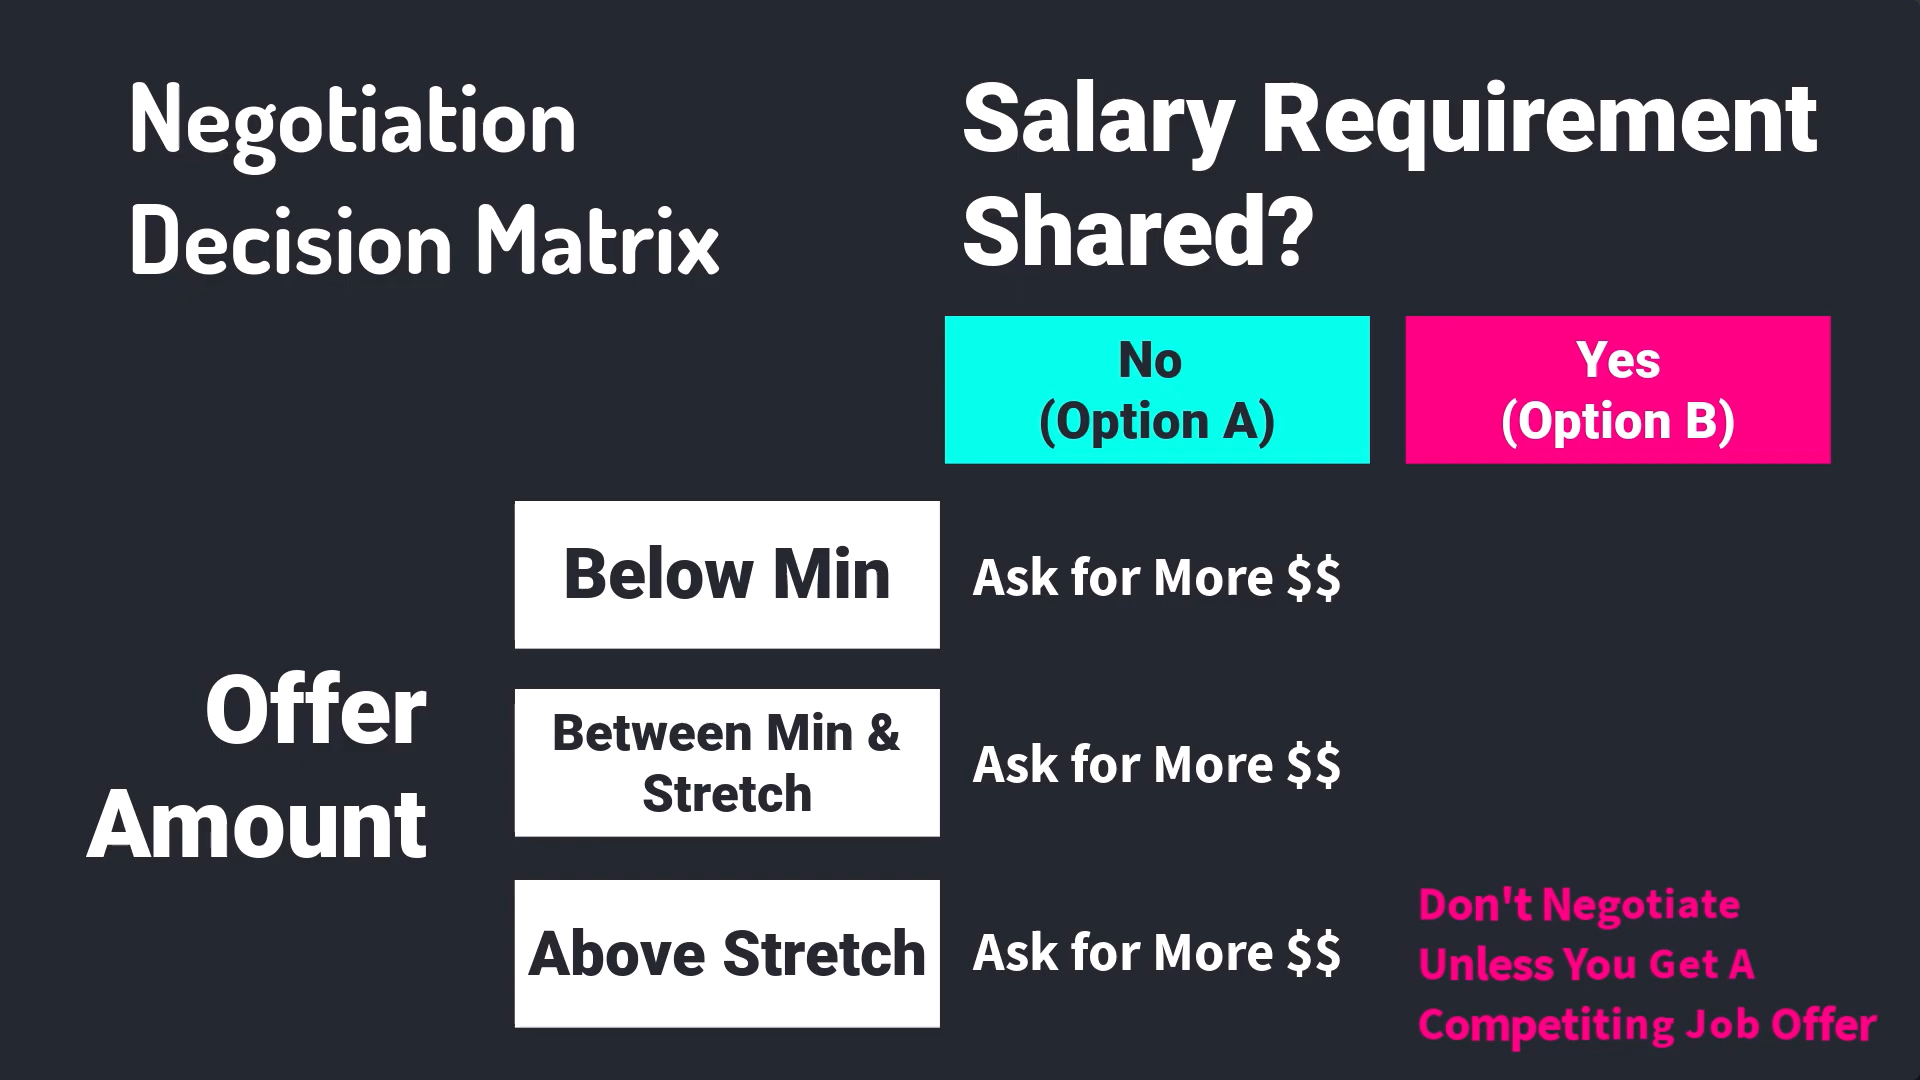 Negotiation
Decision Matrix
Salary Requirement
Shared?
No
(Option A)
Yes
(Option B)
Offer
Amount
Below Min
Ask for More $$
Between Min &
Stretch
Ask for More $$
Above Stretch
Ask for More $$
Don't Negotiate
Unless You Get A
Competiting Job Offer